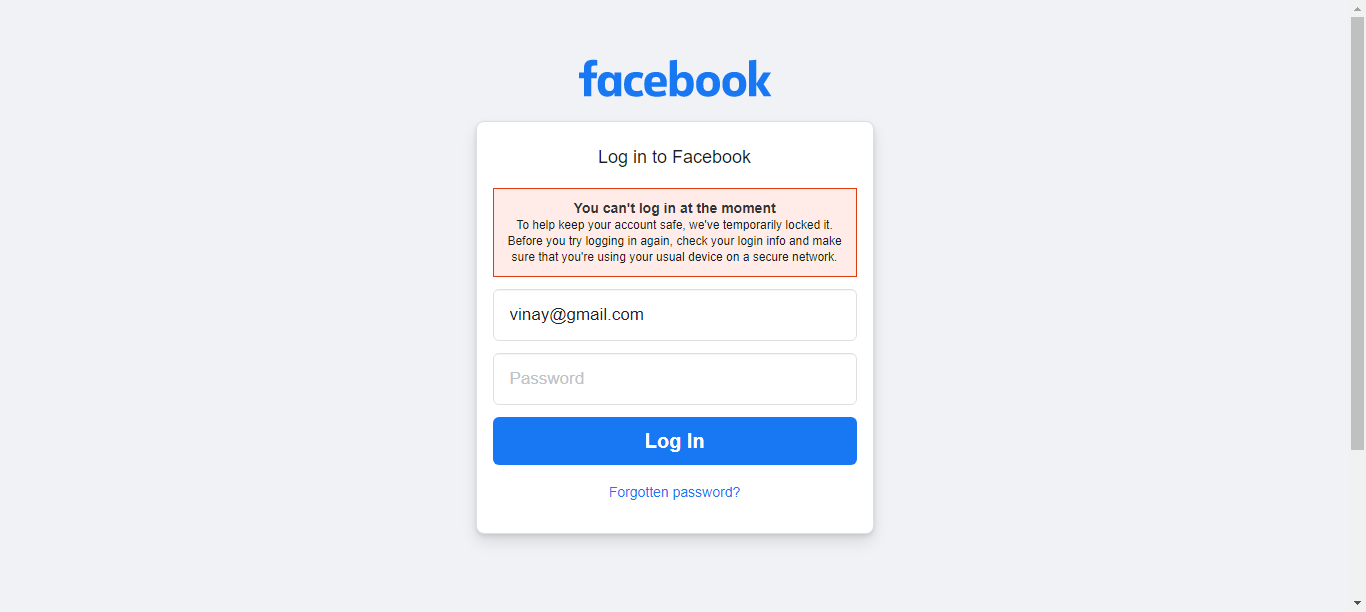 facebook
Log in to Facebook
You can't log in at the moment
To help keep your account safe, we've temporarily locked it.
Before you try logging in again, check your login info and make
sure that you're using your usual device on a secure network.
vinay@gmail.com
Password
Log In
Forgotten password?